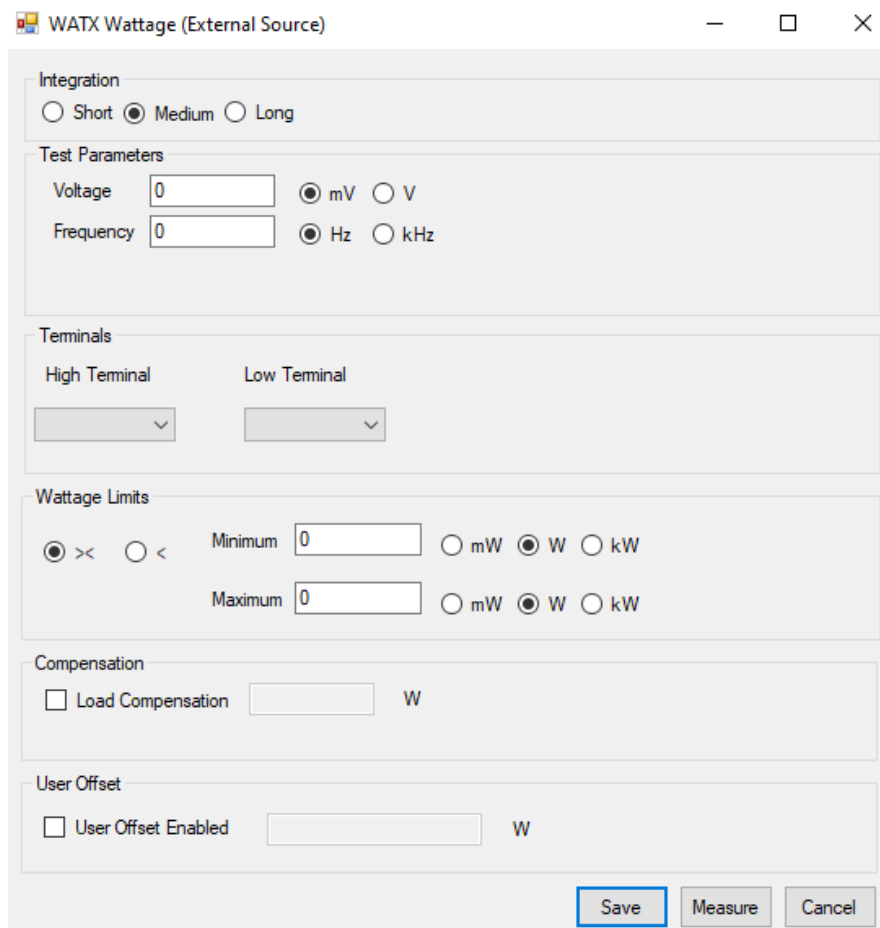 WATX Wattage (External Source)
Integration
Short Medium Long
Test Parameters
Voltage 0 mV V
Frequency 0 Hz kHz
Terminals
High Terminal Low Terminal
Wattage Limits
>< < Minimum 0 mW W kW
Maximum 0 mW W kW
Compensation
Load Compensation W
User Offset
User Offset Enabled W
Save Measure Cancel